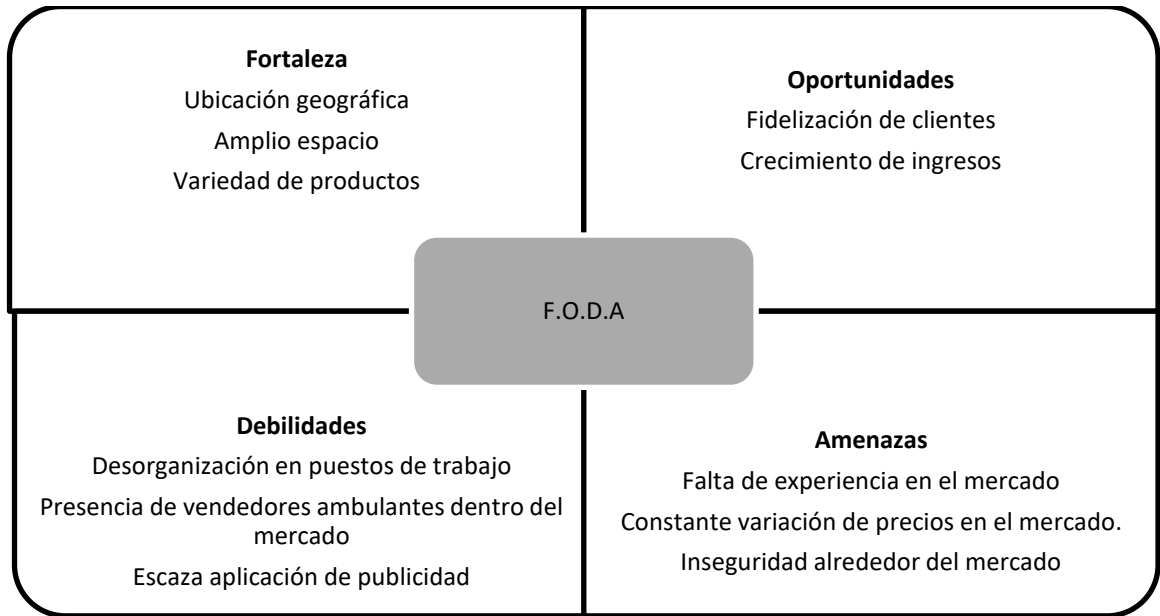 Fortaleza
Ubicación geográfica
Amplio espacio
Variedad de productos
Oportunidades
Fidelización de clientes
Crecimiento de ingresos
F.O.D.A
Debilidades
Desorganización en puestos de trabajo
Presencia de vendedores ambulantes dentro del
mercado
Escaza aplicación de publicidad
Amenazas
Falta de experiencia en el mercado
Constante variación de precios en el mercado.
Inseguridad alrededor del mercado